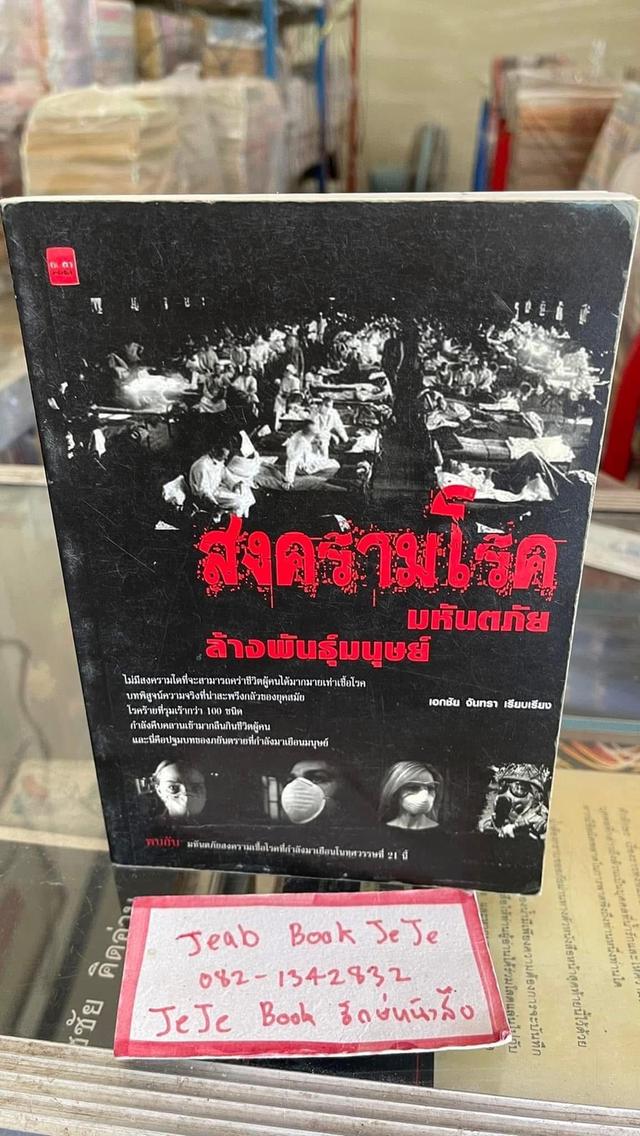 สงครามโรค
มหันตภัย
ล้างพันธุ์มนุษย์
ไม่มีสงครามใดที่จะสามารถคร่าชีวิตผู้คนได้มากมายเท่าเชื้อโรค
บทพิสูจน์ความจริงที่น่าสะพรึงกลัวของยุคสมัย
โรคร้ายที่รุมเร้ากว่า 100 ชนิด
กำลังคืบคลานเข้ามากลืนกินชีวิตผู้คน
และนี่คือปฐมบทของภยันตรายที่กำลังมาเยือนมนุษย์
เอกชัย จันทรา เรียบเรียง
พบกับ มหันตภัยสงครามเชื้อโรคที่กำลังมาเยือนในทศวรรษที่ 21 นี้
Jeab Book JeJe
082-1342832
JeJe Book รักษ์หนังสือ